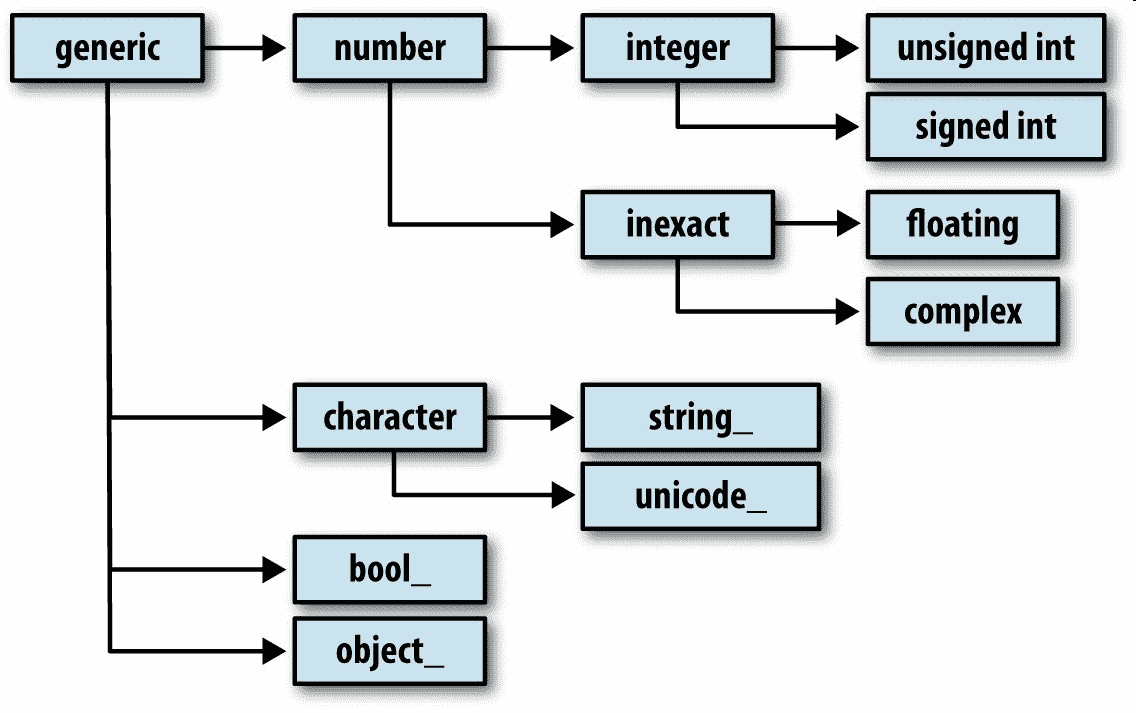 generic
number
integer
unsigned int
signed int
inexact
floating
complex
character
string_
unicode_
bool_
object_